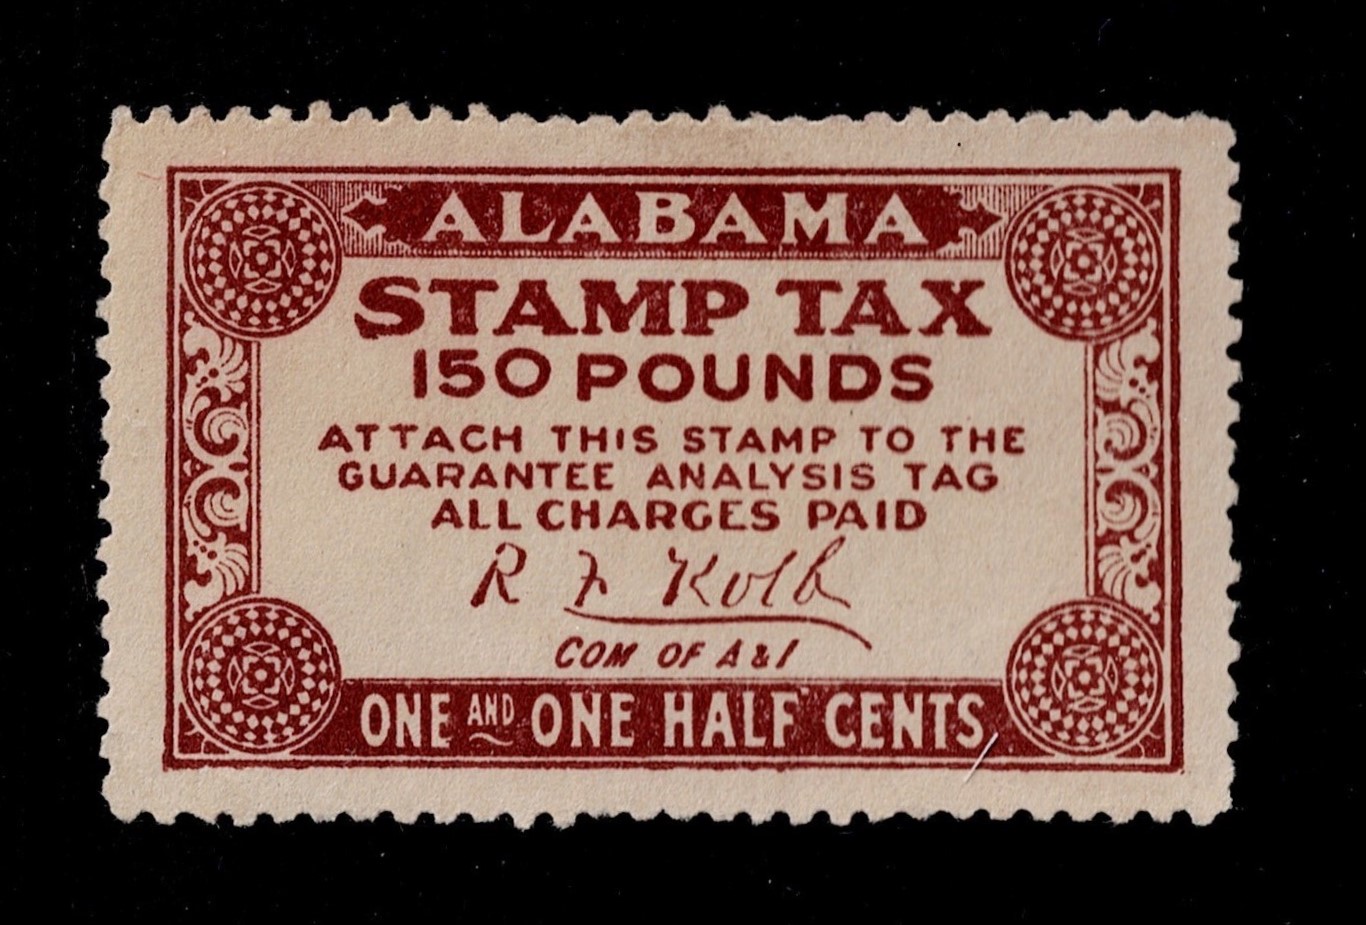 ALABAMA
STAMP TAX
150 POUNDS
ATTACH THIS STAMP TO THE
GUARANTEE ANALYSIS TAG
ALL CHARGES PAID
R F Kolb
COM OF A & I
ONE AND ONE HALF CENTS